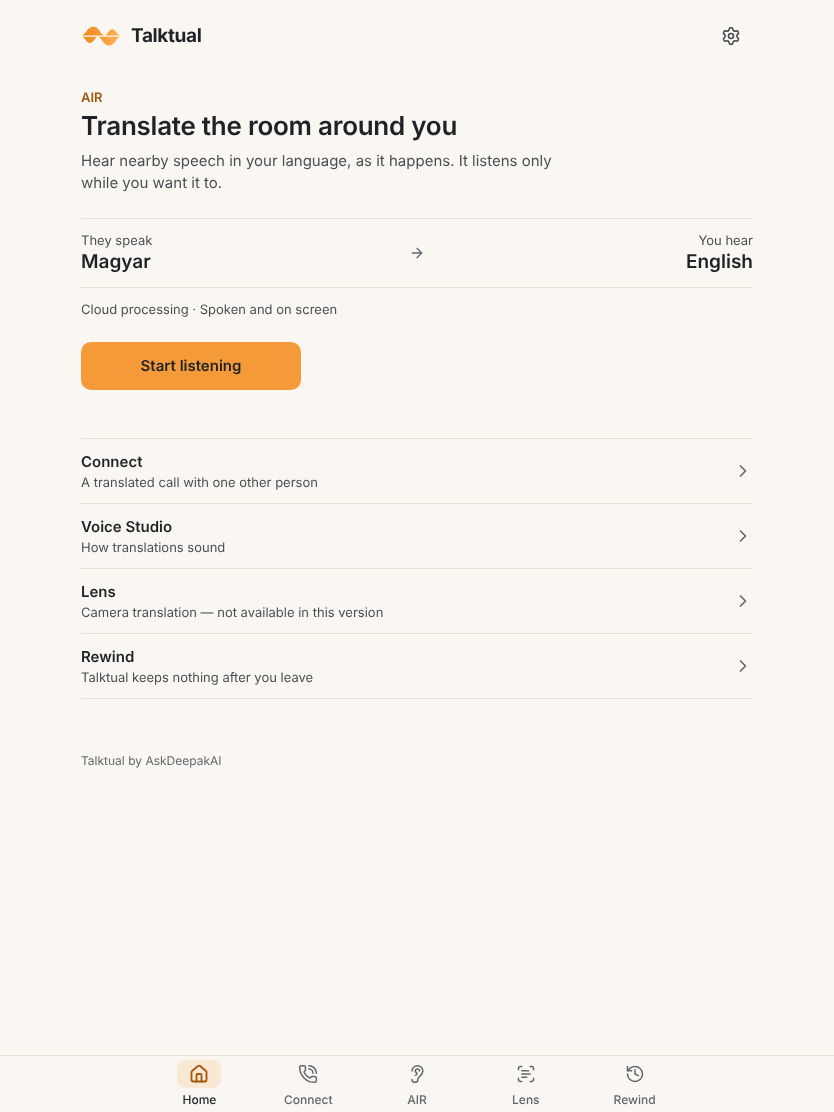 Talktual
AIR
Translate the room around you
Hear nearby speech in your language, as it happens. It listens only
while you want it to.
They speak
Magyar
You hear
English
Cloud processing · Spoken and on screen
Start listening
Connect
A translated call with one other person
Voice Studio
How translations sound
Lens
Camera translation — not available in this version
Rewind
Talktual keeps nothing after you leave
Talktual by AskDeepakAI
Home
Connect
AIR
Lens
Rewind